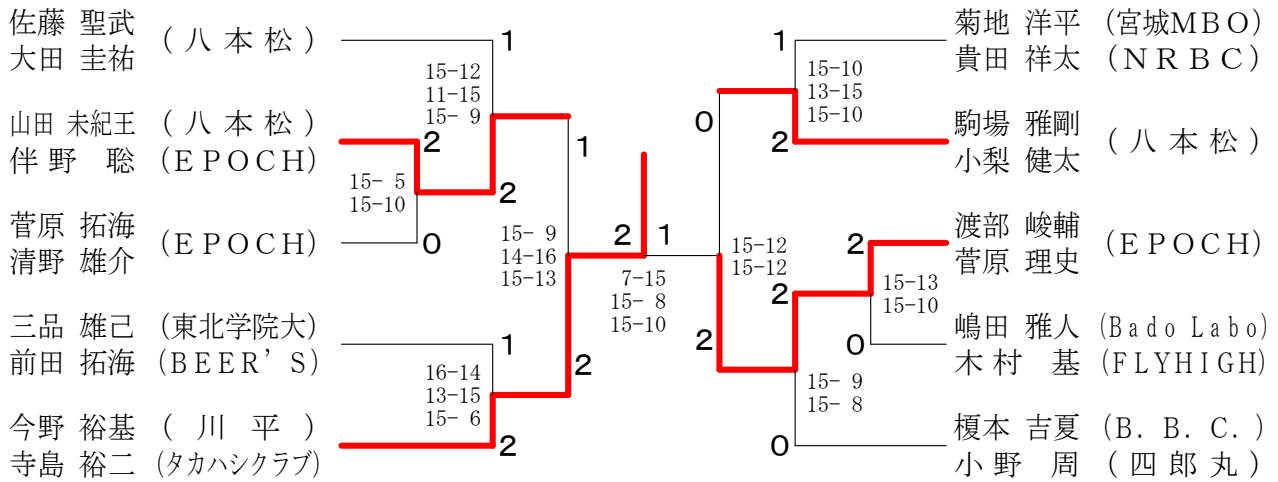 佐藤 聖武
大田 圭祐
(八本松)
山田 未紀王 (八本松)
伴野 聡 (EPOCH)
菅原 拓海
清野 雄介
(EPOCH)
三品 雄己 (東北学院大)
前田 拓海 (BEER'S)
今野 裕基 (川平)
寺島 裕二 (タカハシクラブ)
1
15-12
11-15
15- 9
2
2
15- 5
15-10
0
1
15- 9
14-16
15-13
2
1
16-14
13-15
15- 6
2
2 1
7-15
15- 8
15-10
0
15-12
15-12
2
1
15-10
13-15
15-10
2
2
2
15-13
15-10
0
15- 9
15- 8
0
菊地 洋平 (宮城MBO)
貴田 祥太 (NRBC)
駒場 雅剛
小梨 健太
(八本松)
渡部 峻輔
菅原 理史
(EPOCH)
嶋田 雅人 (Bado Labo)
木村 基 (FLYHIGH)
榎本 吉夏 (B. B. C.)
小野 周 (四郎丸)